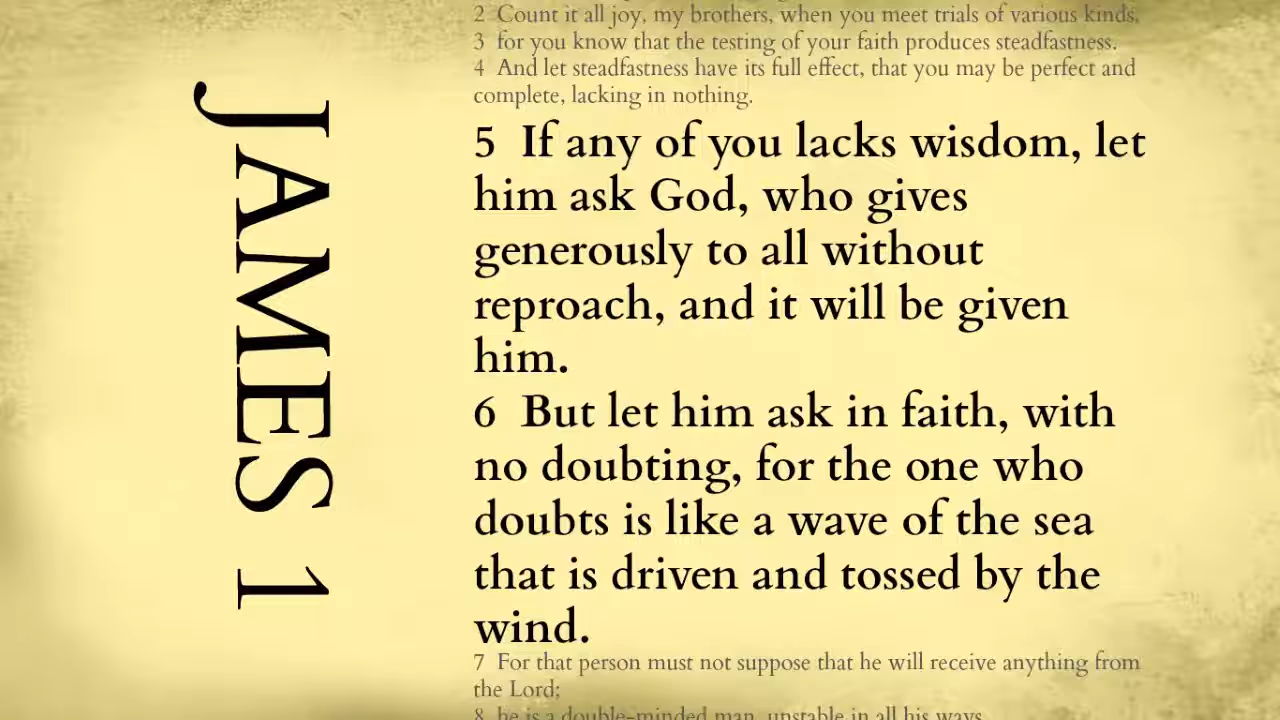 JAMES 1
2 Count it all joy, my brothers, when you meet trials of various kinds,
3 for you know that the testing of your faith produces steadfastness.
4 And let steadfastness have its full effect, that you may be perfect and
complete, lacking in nothing.
5 If any of you lacks wisdom, let
him ask God, who gives
generously to all without
reproach, and it will be given
him.
6 But let him ask in faith, with
no doubting, for the one who
doubts is like a wave of the sea
that is driven and tossed by the
wind.
7 For that person must not suppose that he will receive anything from
the Lord;
8 he is a double-minded man, unstable in all his ways.